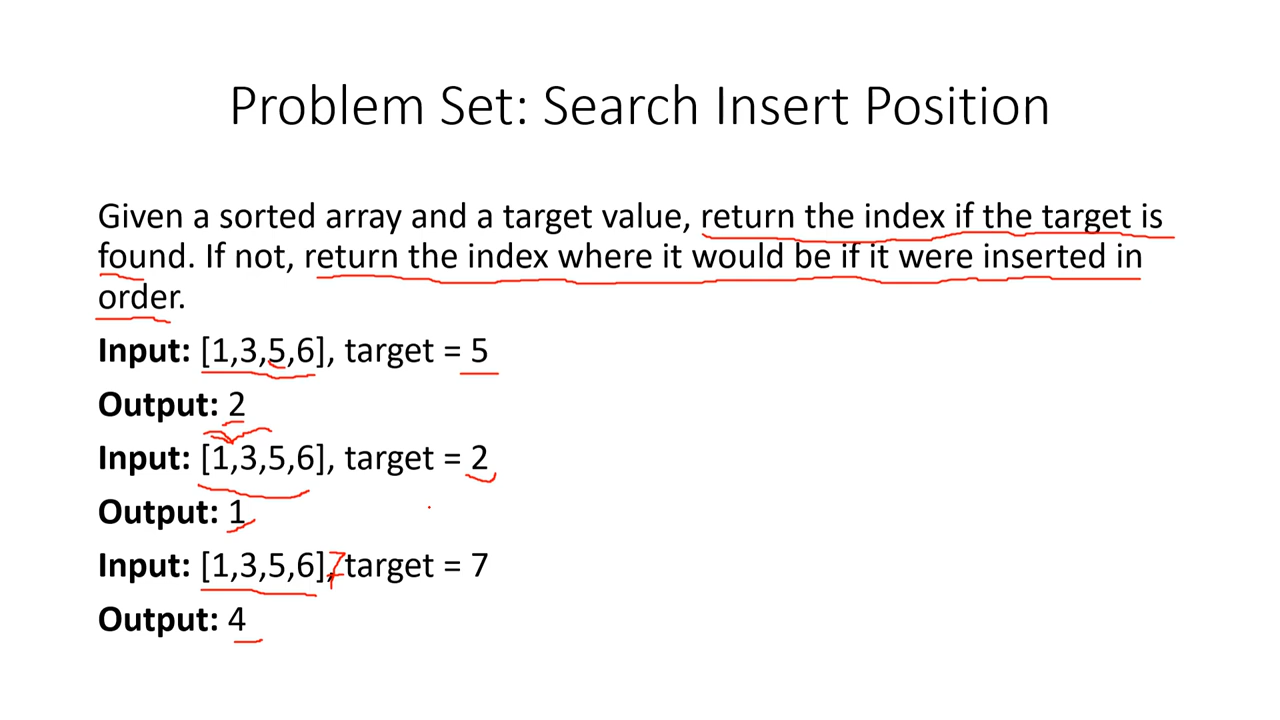 Problem Set: Search Insert Position
Given a sorted array and a target value, return the index if the target is
found. If not, return the index where it would be if it were inserted in
order.
Input: [1,3,5,6], target = 5
Output: 2
Input: [1,3,5,6], target = 2
Output: 1
Input: [1,3,5,6],7 target = 7
Output: 4